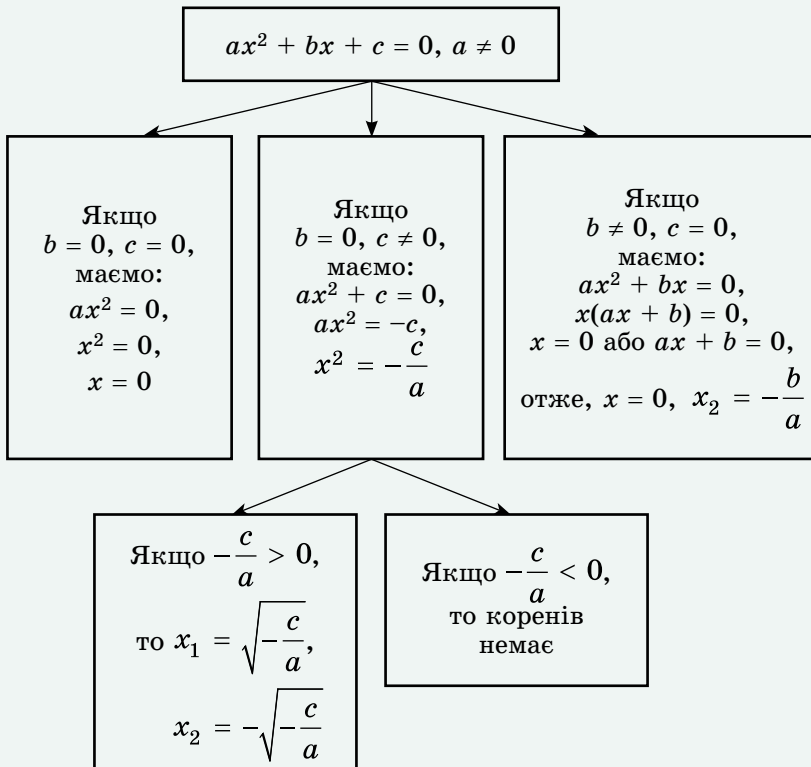 ax² + bx + c = 0, a ≠ 0
Якщо
b = 0, c = 0,
маємо:
ax² = 0,
x² = 0,
x = 0
Якщо
b = 0, c ≠ 0,
маємо:
ax² + c = 0,
ax² = −c,
x² = −c/a
Якщо
b ≠ 0, c = 0,
маємо:
ax² + bx = 0,
x(ax + b) = 0,
x = 0 або ax + b = 0,
отже, x = 0, x₂ = −b/a
Якщо −c/a > 0,
то x₁ = √(−c/a),
x₂ = −√(−c/a)
Якщо −c/a < 0,
то коренів
немає